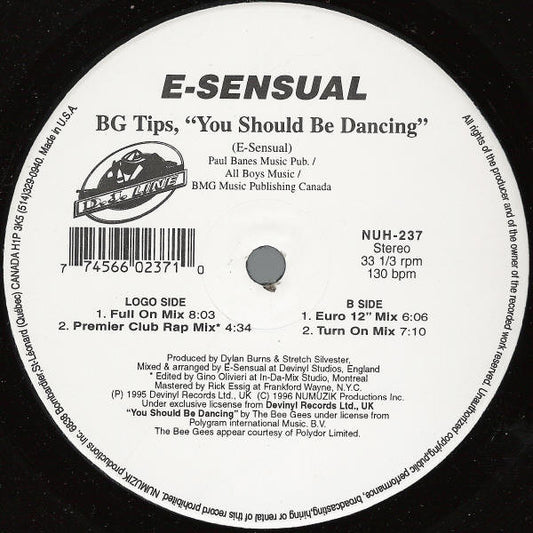 E-SENSUAL
BG Tips, “You Should Be Dancing”
(E-Sensual)
Paul Banes Music Pub. /
All Boys Music /
BMG Music Publishing Canada
D.J. LINE
7 74566 02371 0
NUH-237
Stereo
33 1/3 rpm
130 bpm
LOGO SIDE
1. Full On Mix 8:03
2. Premier Club Rap Mix* 4:34
B SIDE
1. Euro 12" Mix 6:06
2. Turn On Mix 7:10
Produced by Dylan Burns & Stretch Silvester,
Mixed & arranged by E-Sensual at Devinyl Studios, England
* Edited by Gino Olivieri at In-Da-Mix Studio, Montreal
Mastered by Rick Essig at Frankford Wayne, N.Y.C.
(P) 1995 Devinyl Records Ltd., UK (C) 1996 NUMUZIK Productions Inc.
Under exclusive licensse from Devinyl Records Ltd., UK
“You Should Be Dancing” by The Bee Gees under license from
Polygram international Music. B.V.
The Bee Gees appear courtesy of Polydor Limited.
All rights of the producer and of the owner of the recorded work reserved. Unauthorized copying,public performance, broadcasting,hiring or rental of this record prohibited. NUMUZIK productions Inc. 6638 Bombardier,St-Léonard (Québec) CANADA H1P 3K5 (514)329-0940. Made in U.S.A.